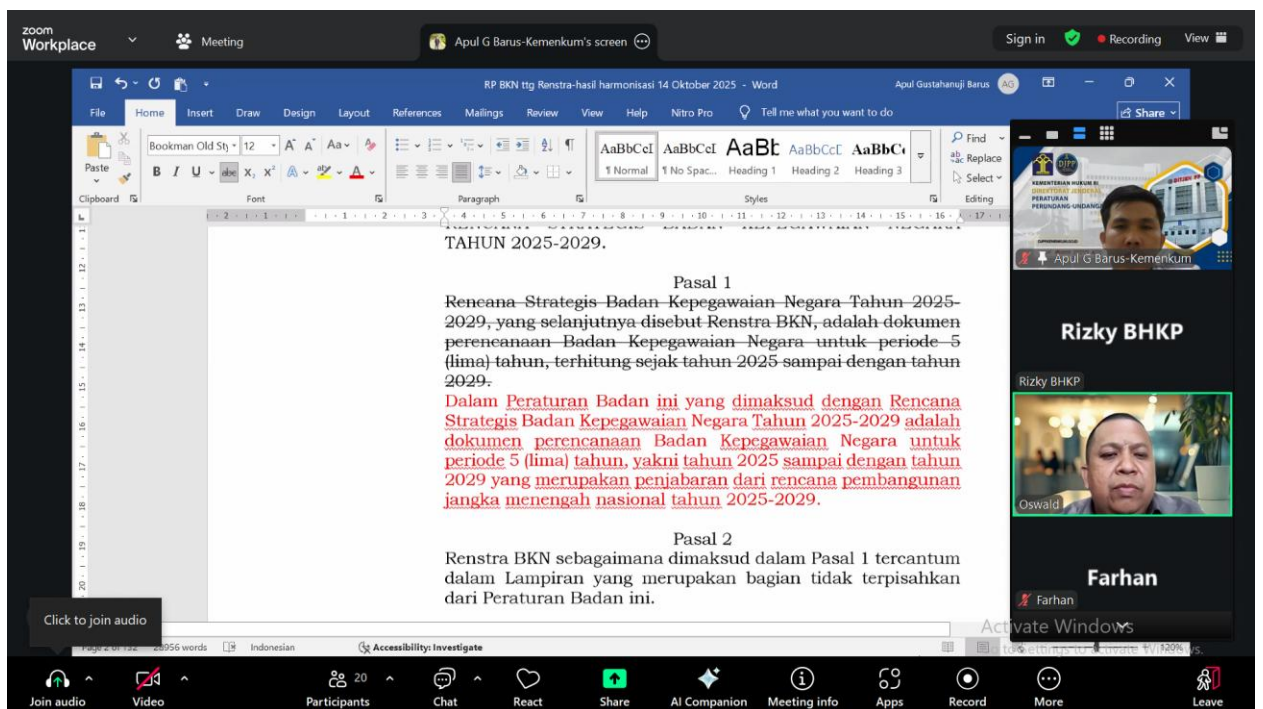 zoom
Workplace
Meeting
Apul G Barus-Kemenkum's screen
Sign in
Recording
View
RP BKN ttg Renstra-hasil harmonisasi 14 Oktober 2025 - Word
Apul Gustahanuji Barus
AG
File Home Insert Draw Design Layout References Mailings Review View Help Nitro Pro Tell me what you want to do
Share
Paste
Bookman Old Sty 12
Clipboard
Font
Paragraph
AaBbCcI AaBbCcI AaBb AaBbCcC AaBbC
¶ Normal ¶ No Spac... Heading 1 Heading 2 Heading 3
Styles
Find
Replace
Select
Editing
TAHUN 2025-2029.
Pasal 1
Rencana Strategis Badan Kepegawaian Negara Tahun 2025-
2029, yang selanjutnya disebut Renstra BKN, adalah dokumen
perencanaan Badan Kepegawaian Negara untuk periode 5
(lima) tahun, terhitung sejak tahun 2025 sampai dengan tahun
2029.
Dalam Peraturan Badan ini yang dimaksud dengan Rencana
Strategis Badan Kepegawaian Negara Tahun 2025-2029 adalah
dokumen perencanaan Badan Kepegawaian Negara untuk
periode 5 (lima) tahun, yakni tahun 2025 sampai dengan tahun
2029 yang merupakan penjabaran dari rencana pembangunan
jangka menengah nasional tahun 2025-2029.
Pasal 2
Renstra BKN sebagaimana dimaksud dalam Pasal 1 tercantum
dalam Lampiran yang merupakan bagian tidak terpisahkan
dari Peraturan Badan ini.
KEMENTERIAN HUKUM RI
DIREKTORAT JENDERAL
PERATURAN
Apul G Barus-Kemenkum
Rizky BHKP
Rizky BHKP
Oswald
Farhan
Farhan
Activate Windows
Click to join audio
Indonesian
Accessibility: Investigate
120%
Join audio
Video
Participants 20
Chat
React
Share
AI Companion
Meeting info
Apps
Record
More
Leave